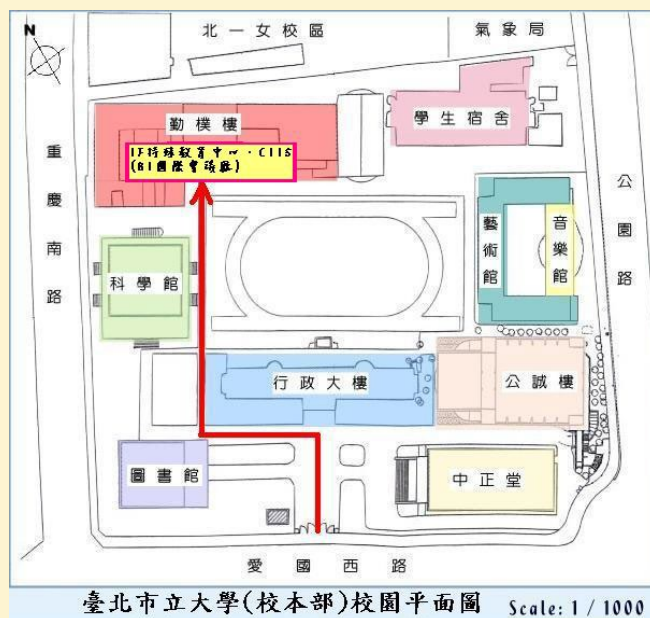 N
北一女校區
氣象局
勤樸樓
學生宿舍
1F特殊教育中心．C115
(B1國際會議廳)
重慶南路
公園路
科學館
藝術館
音樂館
行政大樓
公誠樓
圖書館
中正堂
愛國西路
臺北市立大學(校本部)校園平面圖 Scale: 1 / 1000